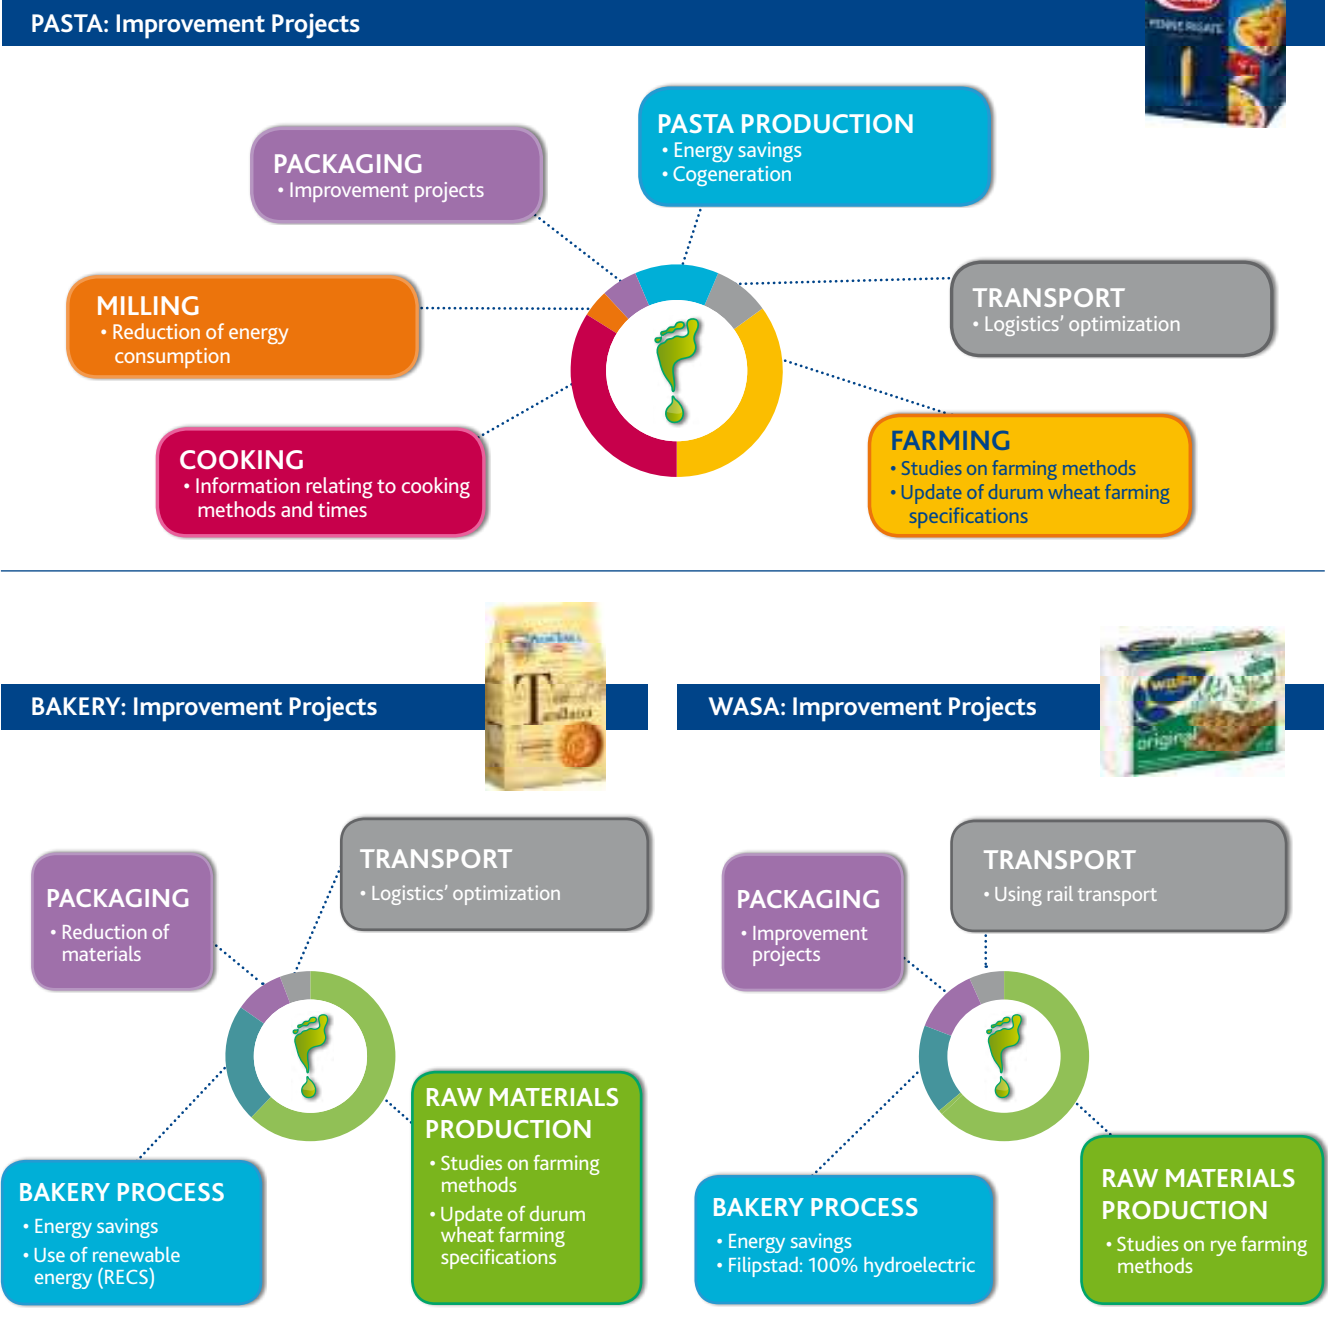 PASTA: Improvement Projects
PENNE RIGATE
PACKAGING
• Improvement projects
PASTA PRODUCTION
• Energy savings
• Cogeneration
MILLING
• Reduction of energy
consumption
TRANSPORT
• Logistics’ optimization
COOKING
• Information relating to cooking
methods and times
FARMING
• Studies on farming methods
• Update of durum wheat farming
specifications
BAKERY: Improvement Projects
WASA: Improvement Projects
wasa
original
PACKAGING
• Reduction of
materials
TRANSPORT
• Logistics’ optimization
BAKERY PROCESS
• Energy savings
• Use of renewable
energy (RECS)
RAW MATERIALS
PRODUCTION
• Studies on farming
methods
• Update of durum
wheat farming
specifications
PACKAGING
• Improvement
projects
TRANSPORT
• Using rail transport
BAKERY PROCESS
• Energy savings
• Filipstad: 100% hydroelectric
RAW MATERIALS
PRODUCTION
• Studies on rye farming
methods